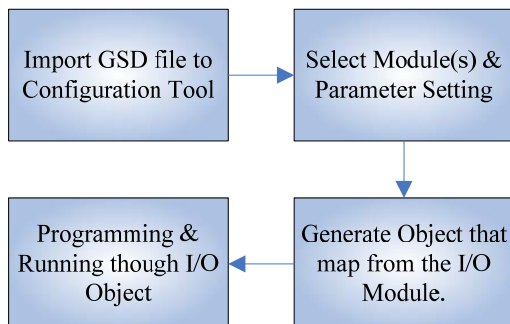 Import GSD file to
Configuration Tool
Select Module(s) &
Parameter Setting
Generate Object that
map from the I/O
Module.
Programming &
Running though I/O
Object